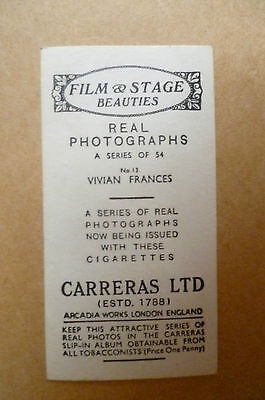 FILM & STAGE
BEAUTIES
REAL
PHOTOGRAPHS
A SERIES OF 54
No 13
VIVIAN FRANCES
A SERIES OF REAL
PHOTOGRAPHS
NOW BEING ISSUED
WITH THESE
CIGARETTES
CARRERAS LTD
(ESTD. 1788)
ARCADIA WORKS LONDON ENGLAND
KEEP THIS ATTRACTIVE SERIES OF
REAL PHOTOS IN THE CARRERAS
SLIP-IN ALBUM OBTAINABLE FROM
ALL TOBACCONISTS (Price One Penny)